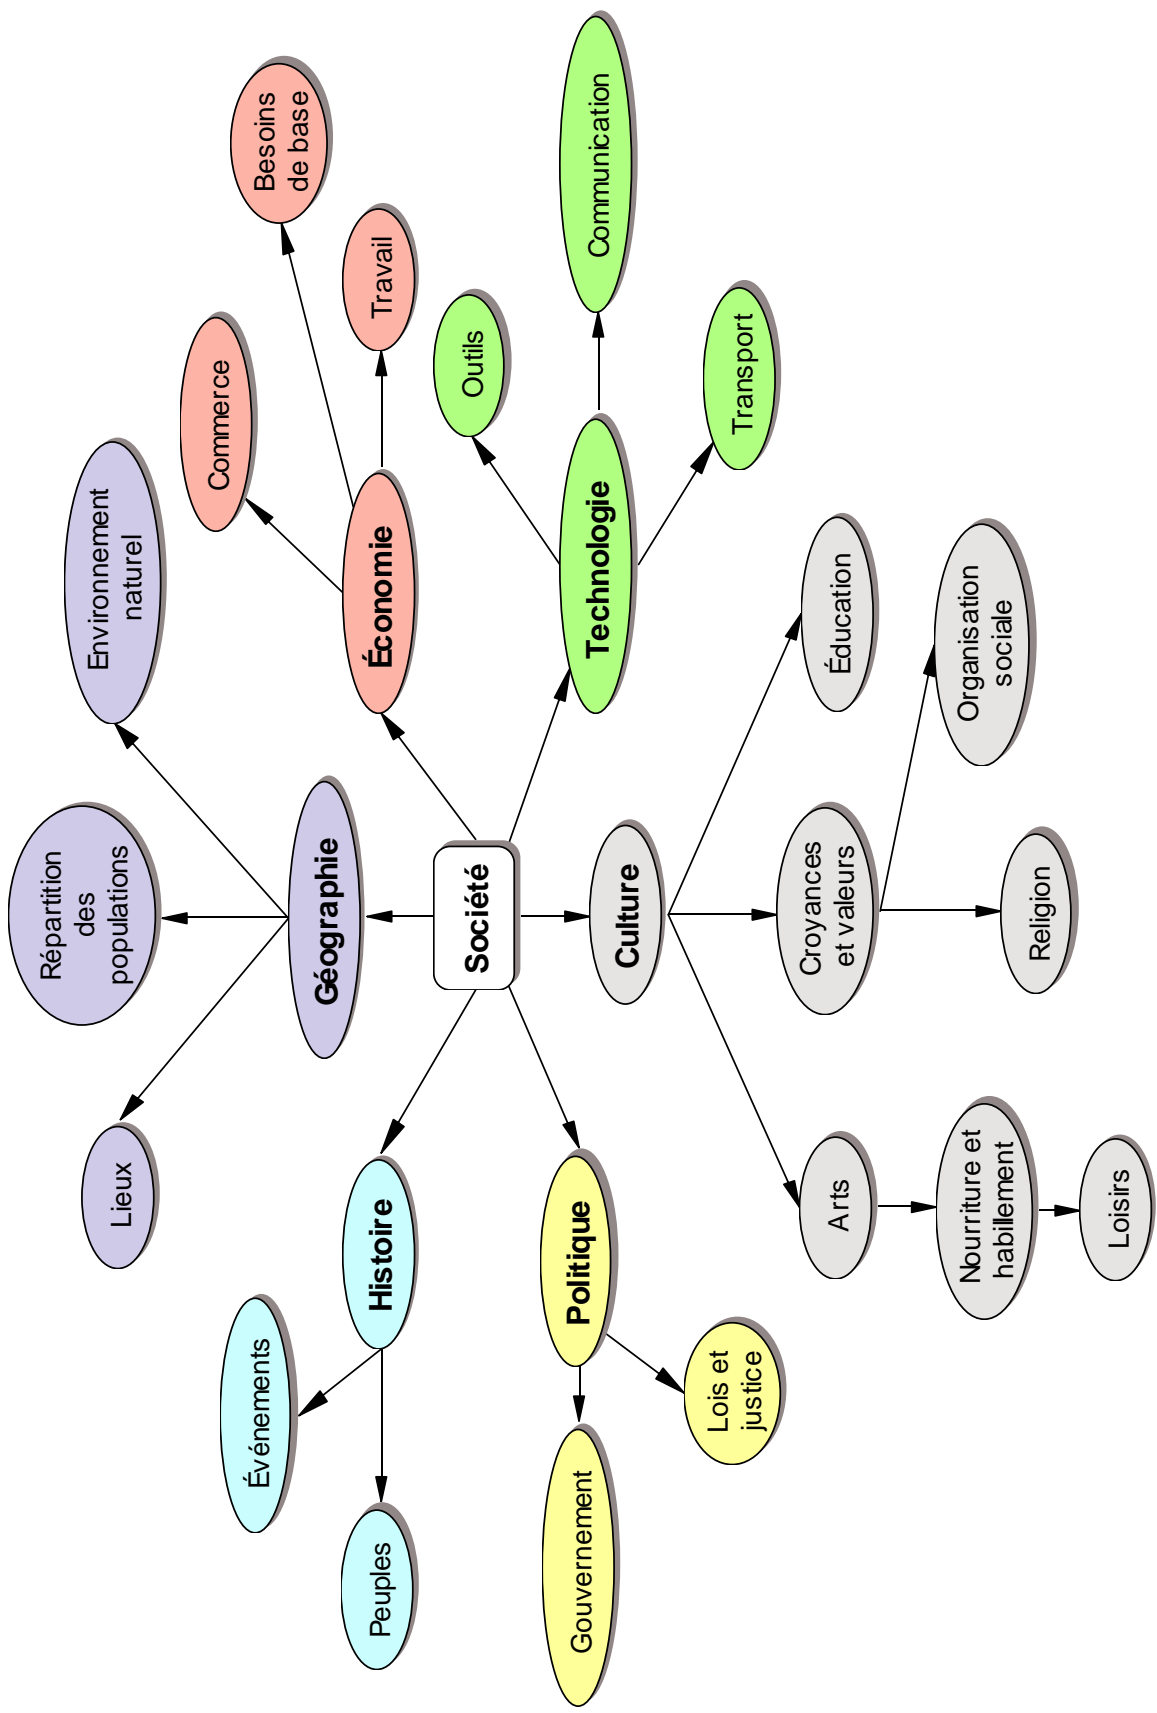 Répartition
des
populations
Lieux
Environnement
naturel
Géographie
Commerce
Besoins
de base
Travail
Économie
Événements
Peuples
Histoire
Société
Outils
Communication
Technologie
Transport
Politique
Gouvernement
Lois et
justice
Culture
Éducation
Croyances
et valeurs
Arts
Organisation
sociale
Religion
Nourriture et
habillement
Loisirs